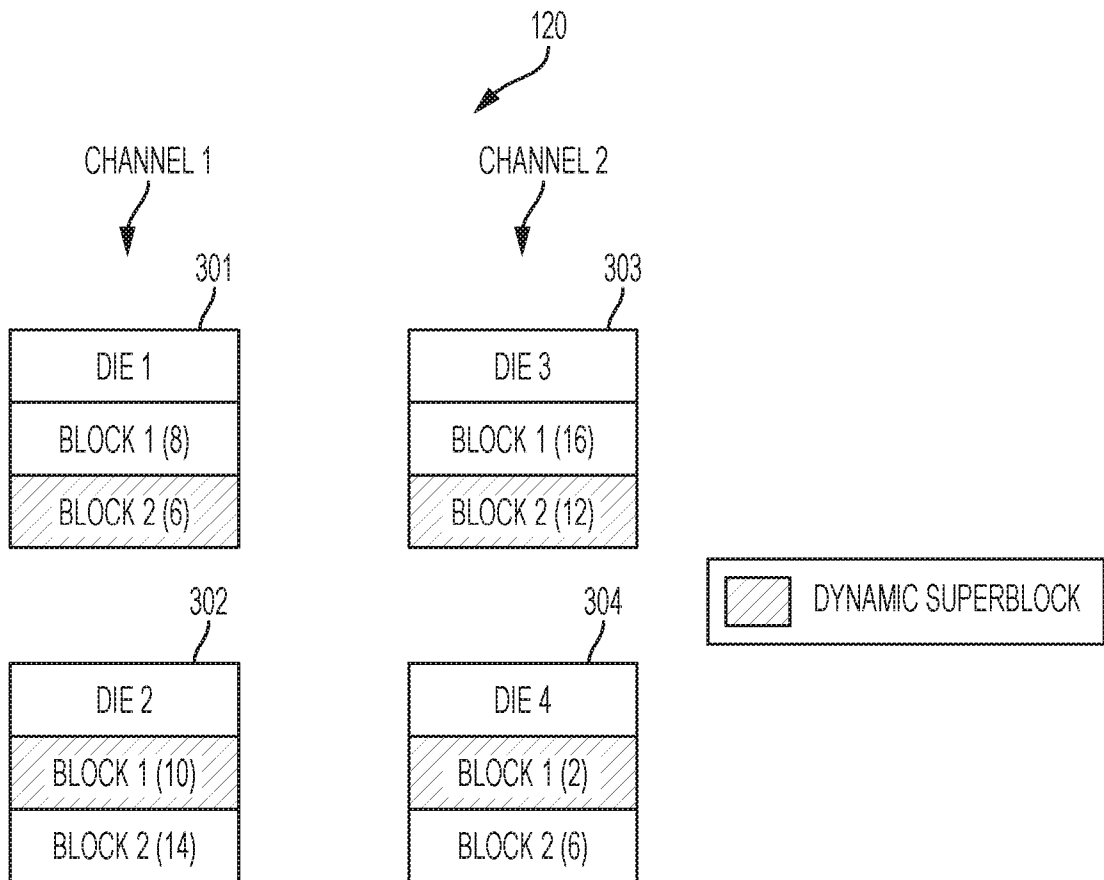 120
CHANNEL 1
CHANNEL 2
301
303
DIE 1
DIE 3
BLOCK 1 (8)
BLOCK 1 (16)
BLOCK 2 (6)
BLOCK 2 (12)
DYNAMIC SUPERBLOCK
302
304
DIE 2
DIE 4
BLOCK 1 (10)
BLOCK 1 (2)
BLOCK 2 (14)
BLOCK 2 (6)